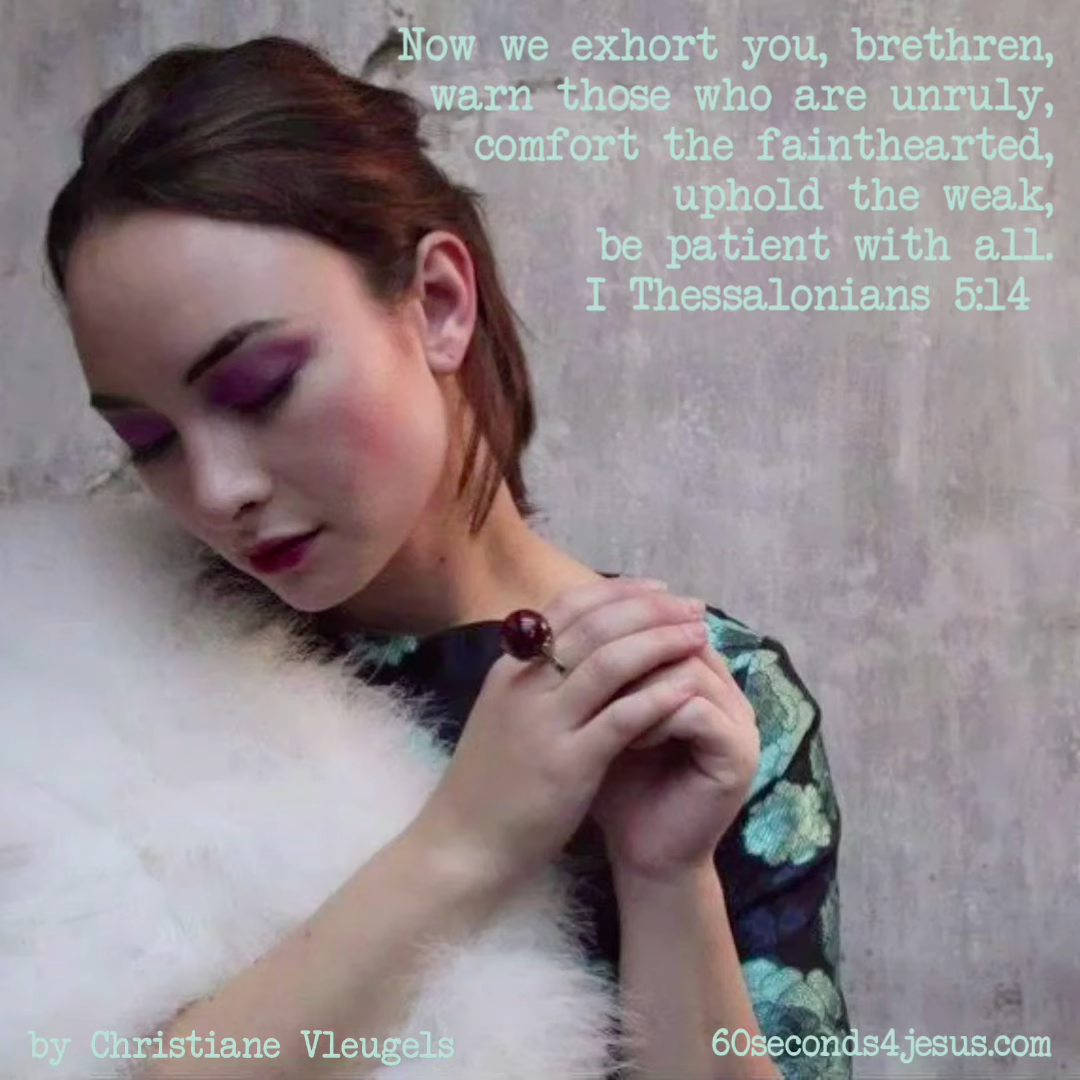 Now we exhort you, brethren,
warn those who are unruly,
comfort the fainthearted,
uphold the weak,
be patient with all.
I Thessalonians 5:14
by Christiane Vleugels
60seconds4jesus.com